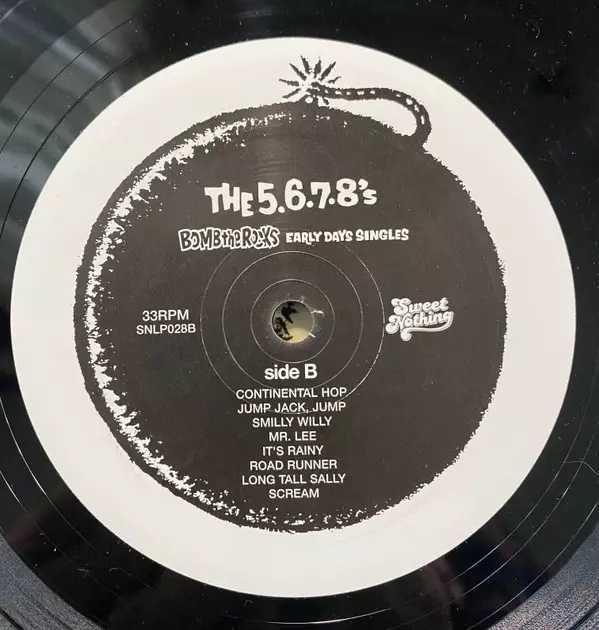 THE 5.6.7.8's
BOMB THE ROCKS EARLY DAYS SINGLES
33RPM
SNLP028B
Sweet
Nothing
side B
CONTINENTAL HOP
JUMP JACK, JUMP
SMILLY WILLY
MR. LEE
IT'S RAINY
ROAD RUNNER
LONG TALL SALLY
SCREAM